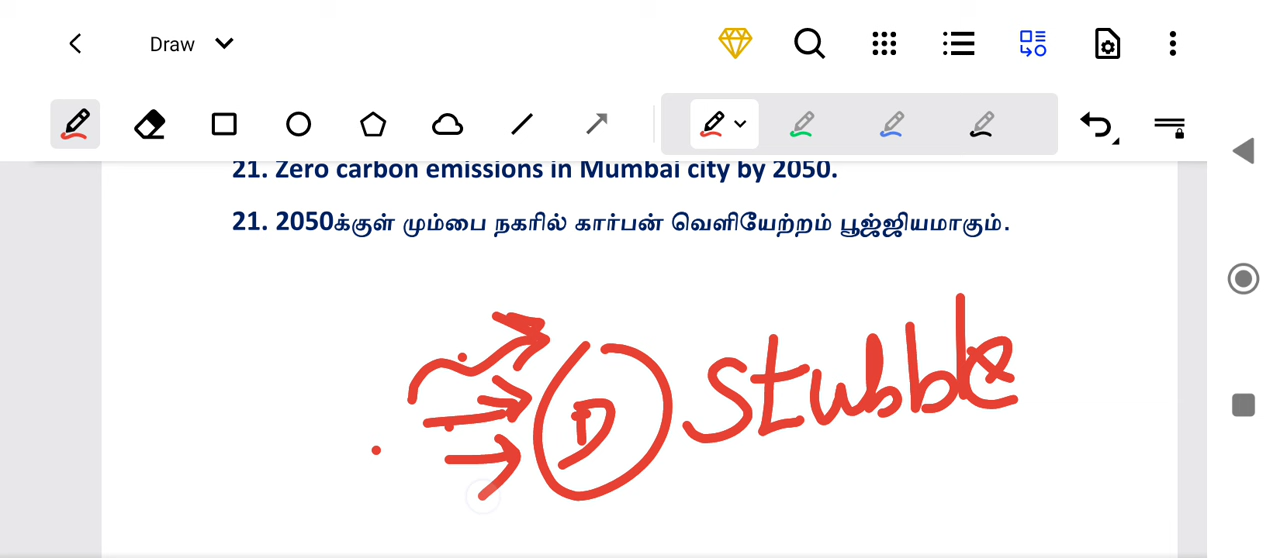 Draw
21. Zero carbon emissions in Mumbai city by 2050.
21. 2050க்குள் மும்பை நகரில் கார்பன் வெளியேற்றம் பூஜ்ஜியமாகும்.
D Stubble